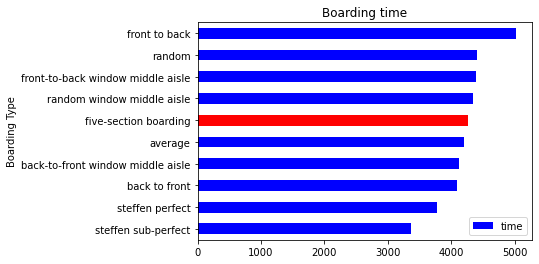 Boarding time
Boarding Type
front to back
random
front-to-back window middle aisle
random window middle aisle
five-section boarding
average
back-to-front window middle aisle
back to front
steffen perfect
steffen sub-perfect
time
0 1000 2000 3000 4000 5000